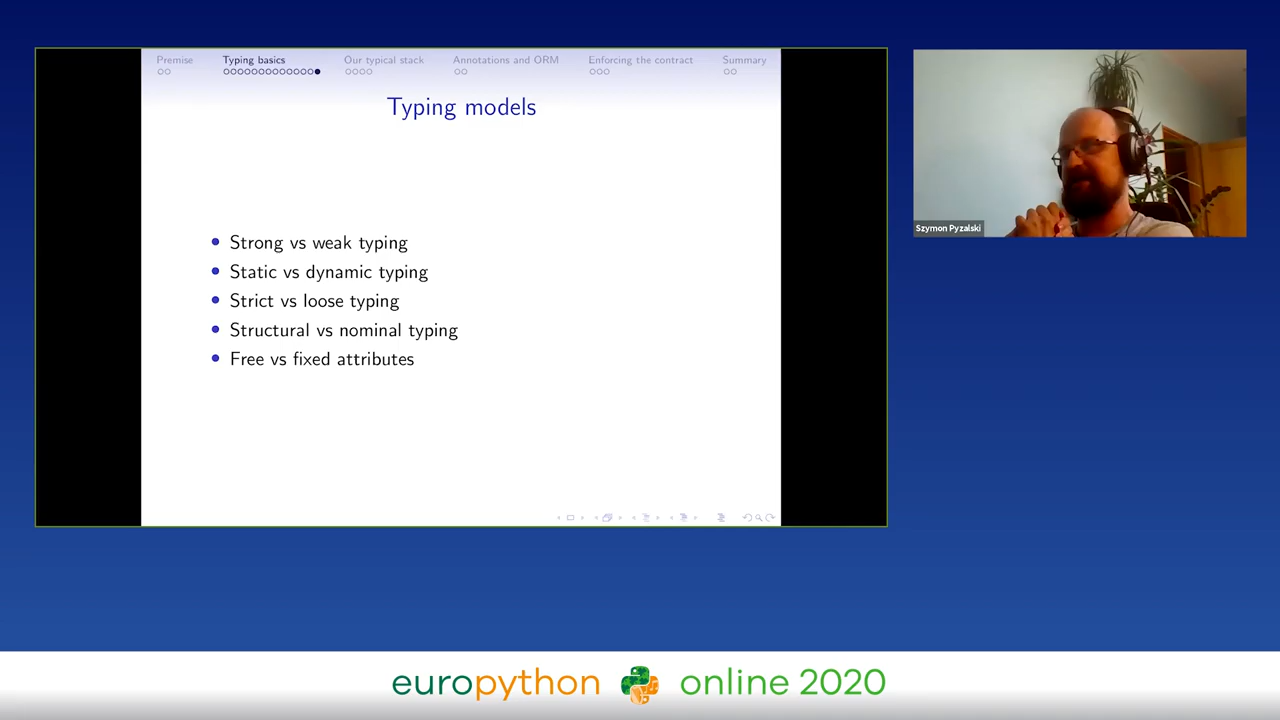 Premise
Typing basics
Our typical stack
Annotations and ORM
Enforcing the contract
Summary
Typing models
Strong vs weak typing
Static vs dynamic typing
Strict vs loose typing
Structural vs nominal typing
Free vs fixed attributes
Szymon Pyzalski
europython online 2020